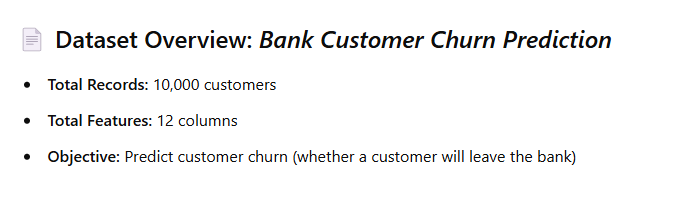 Dataset Overview: Bank Customer Churn Prediction
• Total Records: 10,000 customers
• Total Features: 12 columns
• Objective: Predict customer churn (whether a customer will leave the bank)